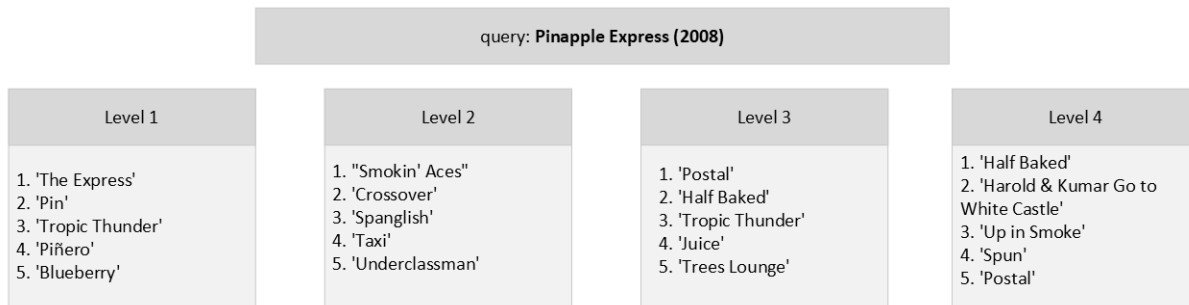 query: Pinapple Express (2008)
Level 1
1. 'The Express'
2. 'Pin'
3. 'Tropic Thunder'
4. 'Piñero'
5. 'Blueberry'
Level 2
1. "Smokin' Aces"
2. 'Crossover'
3. 'Spanglish'
4. 'Taxi'
5. 'Underclassman'
Level 3
1. 'Postal'
2. 'Half Baked'
3. 'Tropic Thunder'
4. 'Juice'
5. 'Trees Lounge'
Level 4
1. 'Half Baked'
2. 'Harold & Kumar Go to
White Castle'
3. 'Up in Smoke'
4. 'Spun'
5. 'Postal'